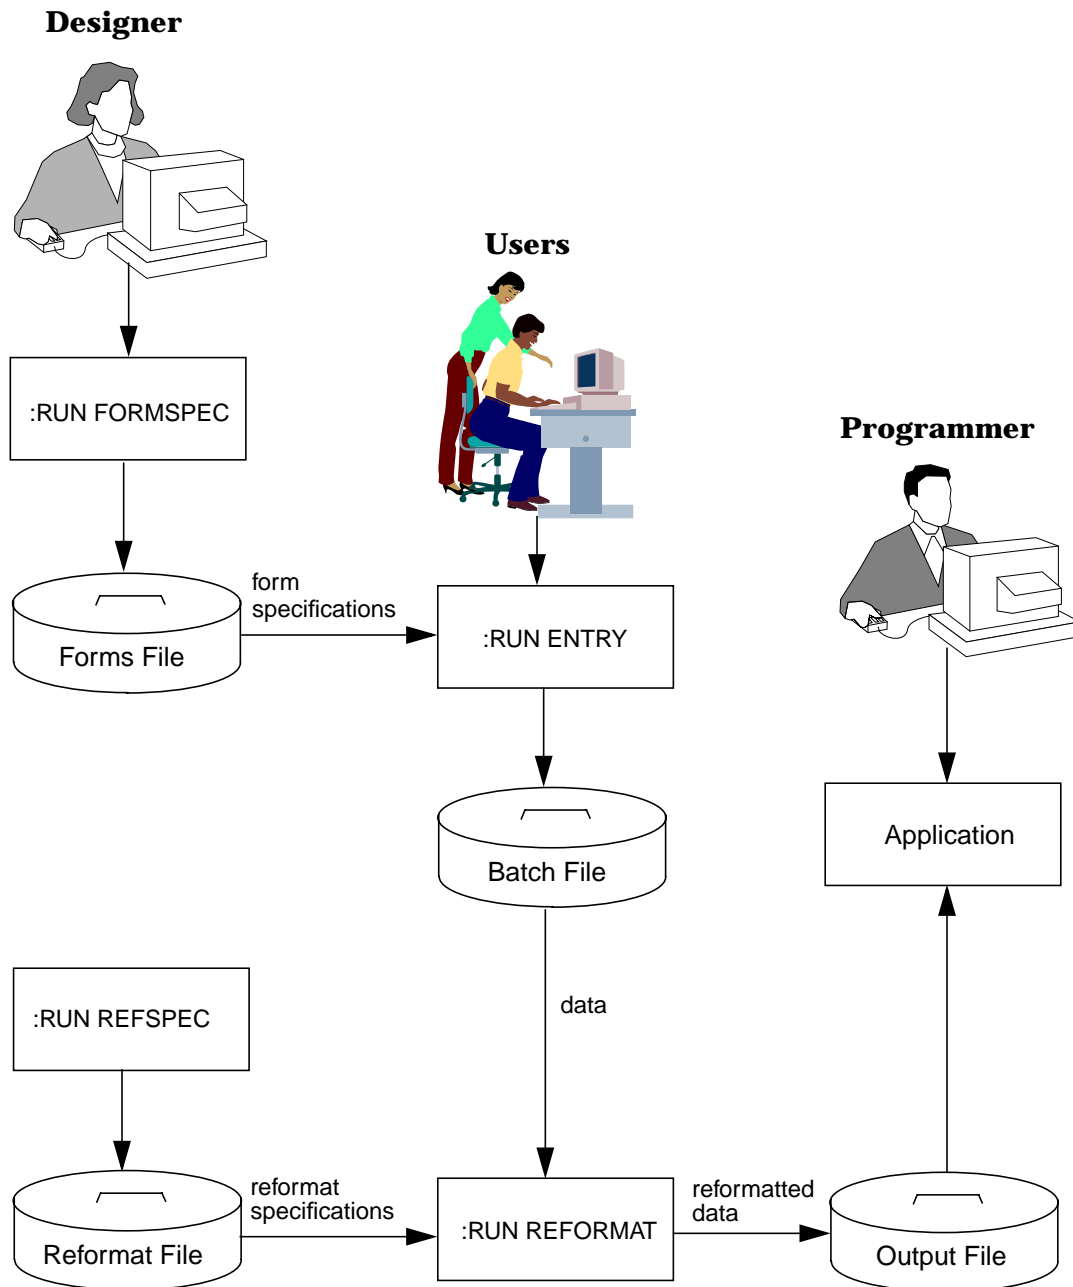 Designer
Users
:RUN FORMSPEC
Programmer
form
specifications
Forms File
:RUN ENTRY
Application
Batch File
:RUN REFSPEC
data
reformat
specifications
Reformat File
:RUN REFORMAT
reformatted
data
Output File